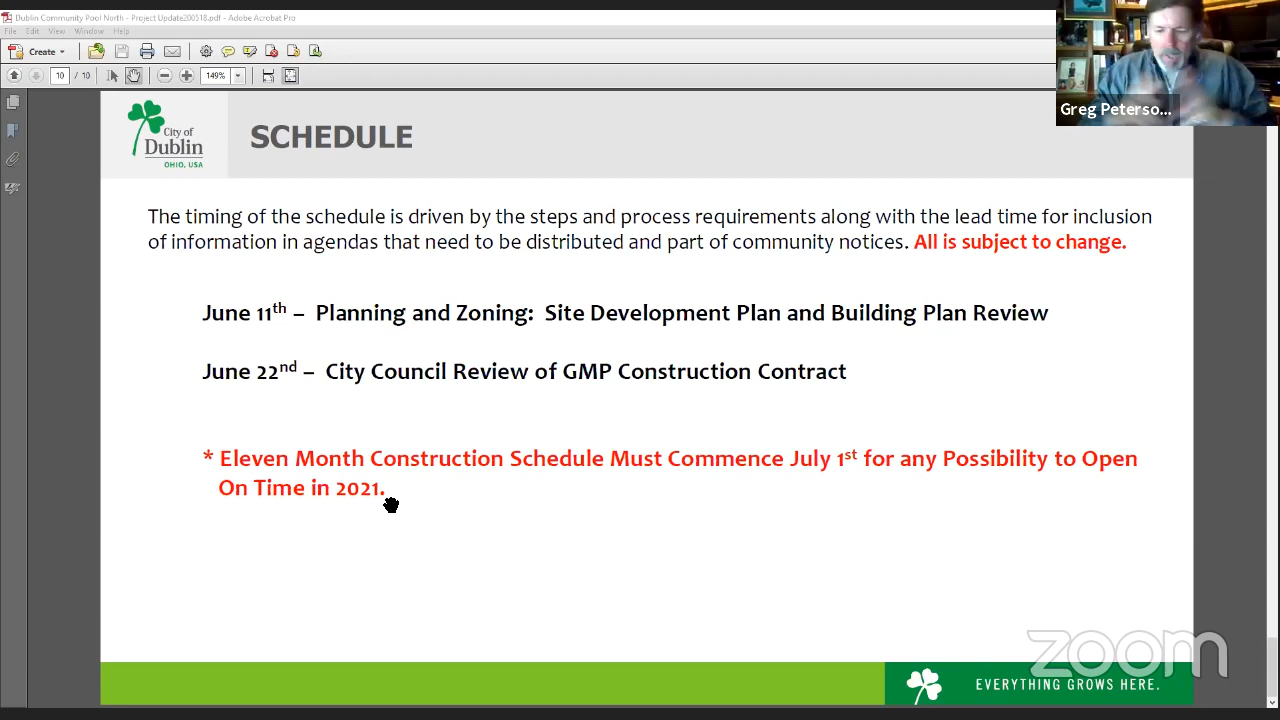 Dublin Community Pool North - Project Update200518.pdf - Adobe Acrobat Pro
File Edit View Window Help
Create
10 / 10 149%
Greg Peterso...
City of
Dublin
OHIO, USA
SCHEDULE
The timing of the schedule is driven by the steps and process requirements along with the lead time for inclusion
of information in agendas that need to be distributed and part of community notices. All is subject to change.
June 11th – Planning and Zoning: Site Development Plan and Building Plan Review
June 22nd – City Council Review of GMP Construction Contract
* Eleven Month Construction Schedule Must Commence July 1st for any Possibility to Open
On Time in 2021.
zoom
EVERYTHING GROWS HERE.